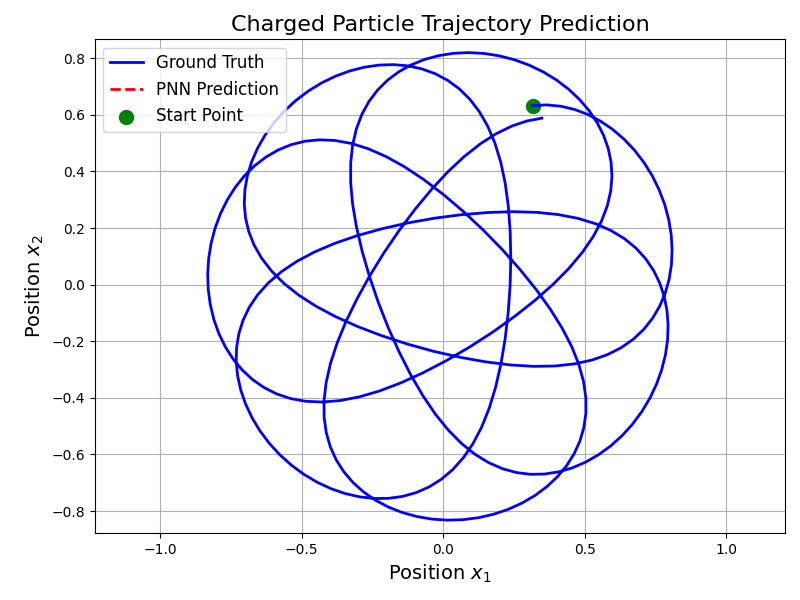 Charged Particle Trajectory Prediction
Ground Truth
PNN Prediction
Start Point
Position x₂
0.8
0.6
0.4
0.2
0.0
−0.2
−0.4
−0.6
−0.8
−1.0 −0.5 0.0 0.5 1.0
Position x₁